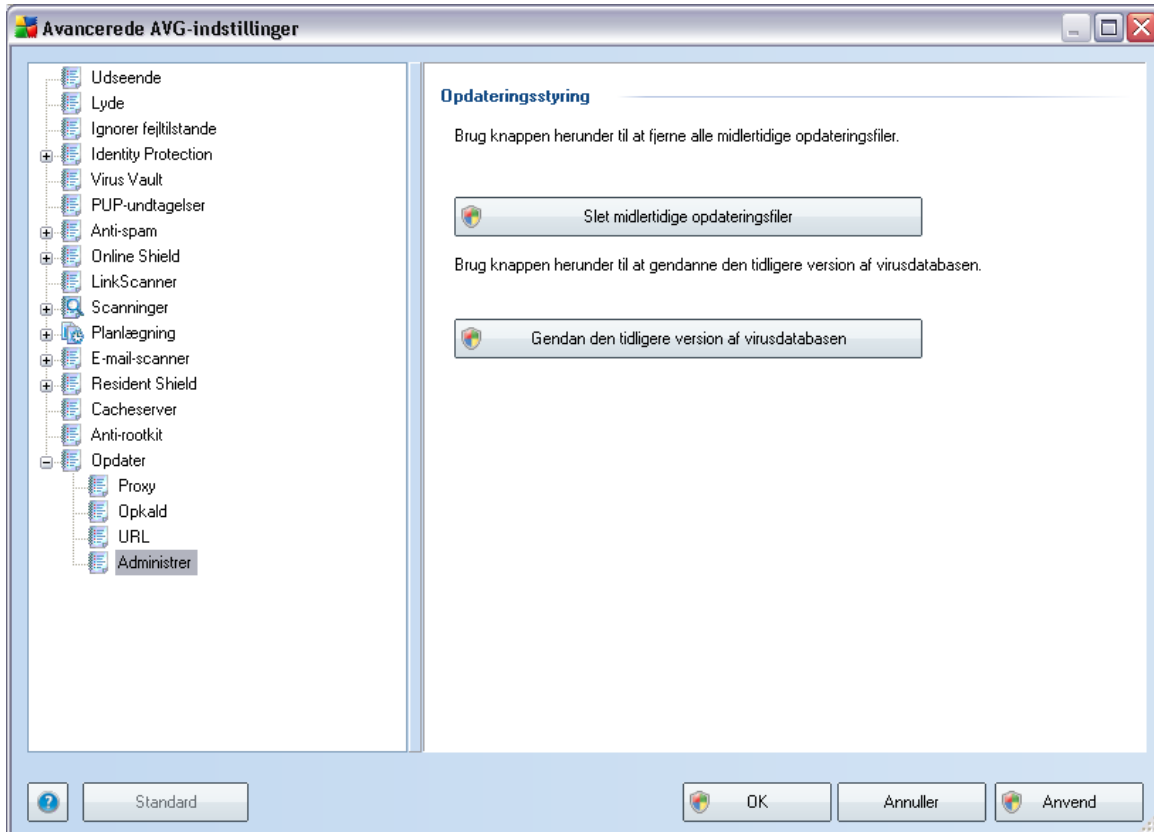 Avancerede AVG-indstillinger
Udseende
Lyde
Ignorer fejltilstande
Identity Protection
Virus Vault
PUP-undtagelser
Anti-spam
Online Shield
LinkScanner
Scanninger
Planlægning
E-mail-scanner
Resident Shield
Cacheserver
Anti-rootkit
Opdater
Proxy
Opkald
URL
Administrer
Opdateringsstyring
Brug knappen herunder til at fjerne alle midlertidige opdateringsfiler.
Slet midlertidige opdateringsfiler
Brug knappen herunder til at gendanne den tidligere version af virusdatabasen.
Gendan den tidligere version af virusdatabasen
Standard
OK
Annuller
Anvend